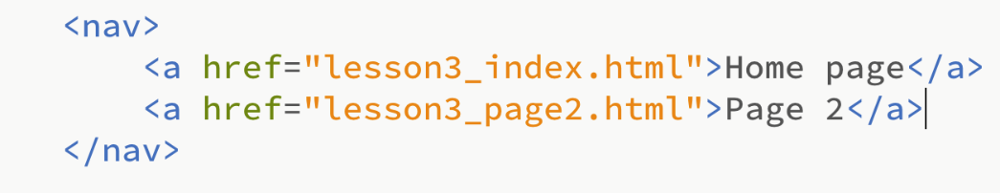 <nav>
<a href="lesson3_index.html">Home page</a>
<a href="lesson3_page2.html">Page 2</a>
</nav>